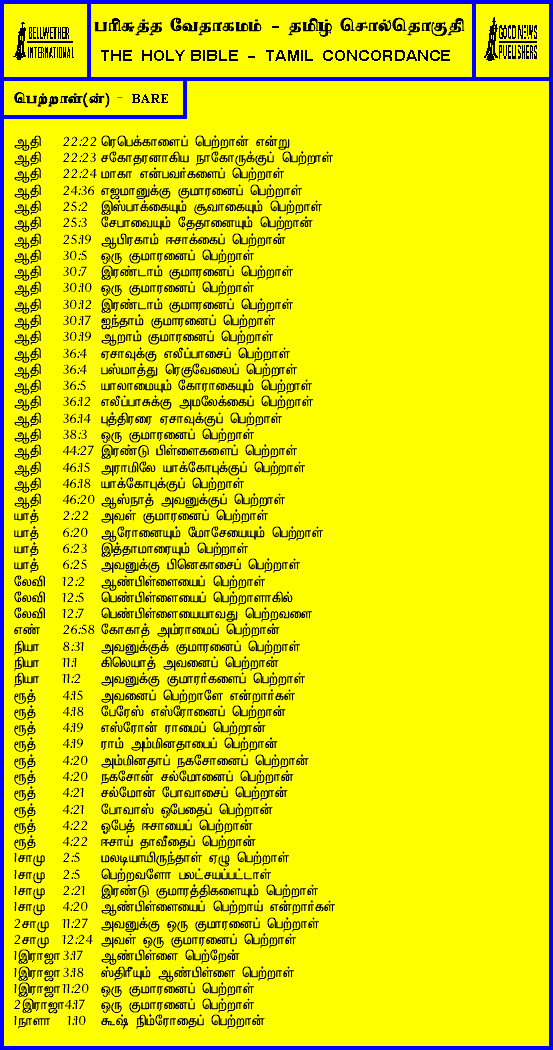 BELLWETHER
INTERNATIONAL
பரிசுத்த வேதாகமம் - தமிழ் சொல்தொகுதி
THE HOLY BIBLE - TAMIL CONCORDANCE
GOOD NEWS
PUBLISHERS
பெற்றாள்(ன்) - BARE
ஆதி 22:22 ரெபெக்காளைப் பெற்றான் என்று
ஆதி 22:23 சகோதரனாகிய நாகோருக்குப் பெற்றாள்
ஆதி 22:24 மாகா என்பவர்களைப் பெற்றாள்
ஆதி 24:36 எஜமானுக்கு குமாரனைப் பெற்றாள்
ஆதி 25:2 இஸ்பாக்கையும் சூவாகையும் பெற்றாள்
ஆதி 25:3 சேபாவையும் தேதானையும் பெற்றான்
ஆதி 25:19 ஆபிரகாம் ஈசாக்கைப் பெற்றான்
ஆதி 30:5 ஒரு குமாரனைப் பெற்றாள்
ஆதி 30:7 இரண்டாம் குமாரனைப் பெற்றாள்
ஆதி 30:10 ஒரு குமாரனைப் பெற்றாள்
ஆதி 30:12 இரண்டாம் குமாரனைப் பெற்றாள்
ஆதி 30:17 ஐந்தாம் குமாரனைப் பெற்றாள்
ஆதி 30:19 ஆறாம் குமாரனைப் பெற்றாள்
ஆதி 36:4 ஏசாவுக்கு எலீப்பாசைப் பெற்றாள்
ஆதி 36:4 பஸ்மாத்து ரெகுவேலைப் பெற்றாள்
ஆதி 36:5 யாலாமையும் கோராகையும் பெற்றாள்
ஆதி 36:12 எலீப்பாசுக்கு அமலேக்கைப் பெற்றாள்
ஆதி 36:14 புத்திரரை ஏசாவுக்குப் பெற்றாள்
ஆதி 38:3 ஒரு குமாரனைப் பெற்றாள்
ஆதி 44:27 இரண்டு பிள்ளைகளைப் பெற்றாள்
ஆதி 46:15 அராமிலே யாக்கோபுக்குப் பெற்றாள்
ஆதி 46:18 யாக்கோபுக்குப் பெற்றாள்
ஆதி 46:20 ஆஸ்நாத் அவனுக்குப் பெற்றாள்
யாத் 2:22 அவள் குமாரனைப் பெற்றாள்
யாத் 6:20 ஆரோனையும் மோசேயையும் பெற்றாள்
யாத் 6:23 இத்தாமாரையும் பெற்றாள்
யாத் 6:25 அவனுக்கு பினெகாசைப் பெற்றாள்
லேவி 12:2 ஆண்பிள்ளையைப் பெற்றாள்
லேவி 12:5 பெண்பிள்ளையைப் பெற்றாளாகில்
லேவி 12:7 பெண்பிள்ளையையாவது பெற்றவளை
எண் 26:58 கோகாத் அம்ராமைப் பெற்றான்
நியா 8:31 அவனுக்குக் குமாரனைப் பெற்றாள்
நியா 11:1 கிலெயாத் அவனைப் பெற்றான்
நியா 11:2 அவனுக்கு குமாரர்களைப் பெற்றாள்
ரூத் 4:15 அவனைப் பெற்றாளே என்றார்கள்
ரூத் 4:18 பேரேஸ் எஸ்ரோனைப் பெற்றான்
ரூத் 4:19 எஸ்ரோன் ராமைப் பெற்றான்
ரூத் 4:19 ராம் அம்மினதாபைப் பெற்றான்
ரூத் 4:20 அம்மினதாப் நகசோனைப் பெற்றான்
ரூத் 4:20 நகசோன் சல்மோனைப் பெற்றான்
ரூத் 4:21 சல்மோன் போவாசைப் பெற்றான்
ரூத் 4:21 போவாஸ் ஒபேதைப் பெற்றான்
ரூத் 4:22 ஓபேத் ஈசாயைப் பெற்றான்
ரூத் 4:22 ஈசாய் தாவீதைப் பெற்றான்
1சாமு 2:5 மலடியாயிருந்தாள் ஏழு பெற்றாள்
1சாமு 2:5 பெற்றவளோ பலட்சயப்பட்டாள்
1சாமு 2:21 இரண்டு குமாரத்திகளையும் பெற்றாள்
1சாமு 4:20 ஆண்பிள்ளையைப் பெற்றாய் என்றார்கள்
2சாமு 11:27 அவனுக்கு ஒரு குமாரனைப் பெற்றாள்
2சாமு 12:24 அவள் ஒரு குமாரனைப் பெற்றாள்
1இராஜா 3:17 ஆண்பிள்ளை பெற்றேன்
1இராஜா 3:18 ஸ்திரீயும் ஆண்பிள்ளை பெற்றாள்
1இராஜா 11:20 ஒரு குமாரனைப் பெற்றாள்
2இராஜா 4:17 ஒரு குமாரனைப் பெற்றாள்
1நாளா 1:10 கூஷ் நிம்ரோதைப் பெற்றான்